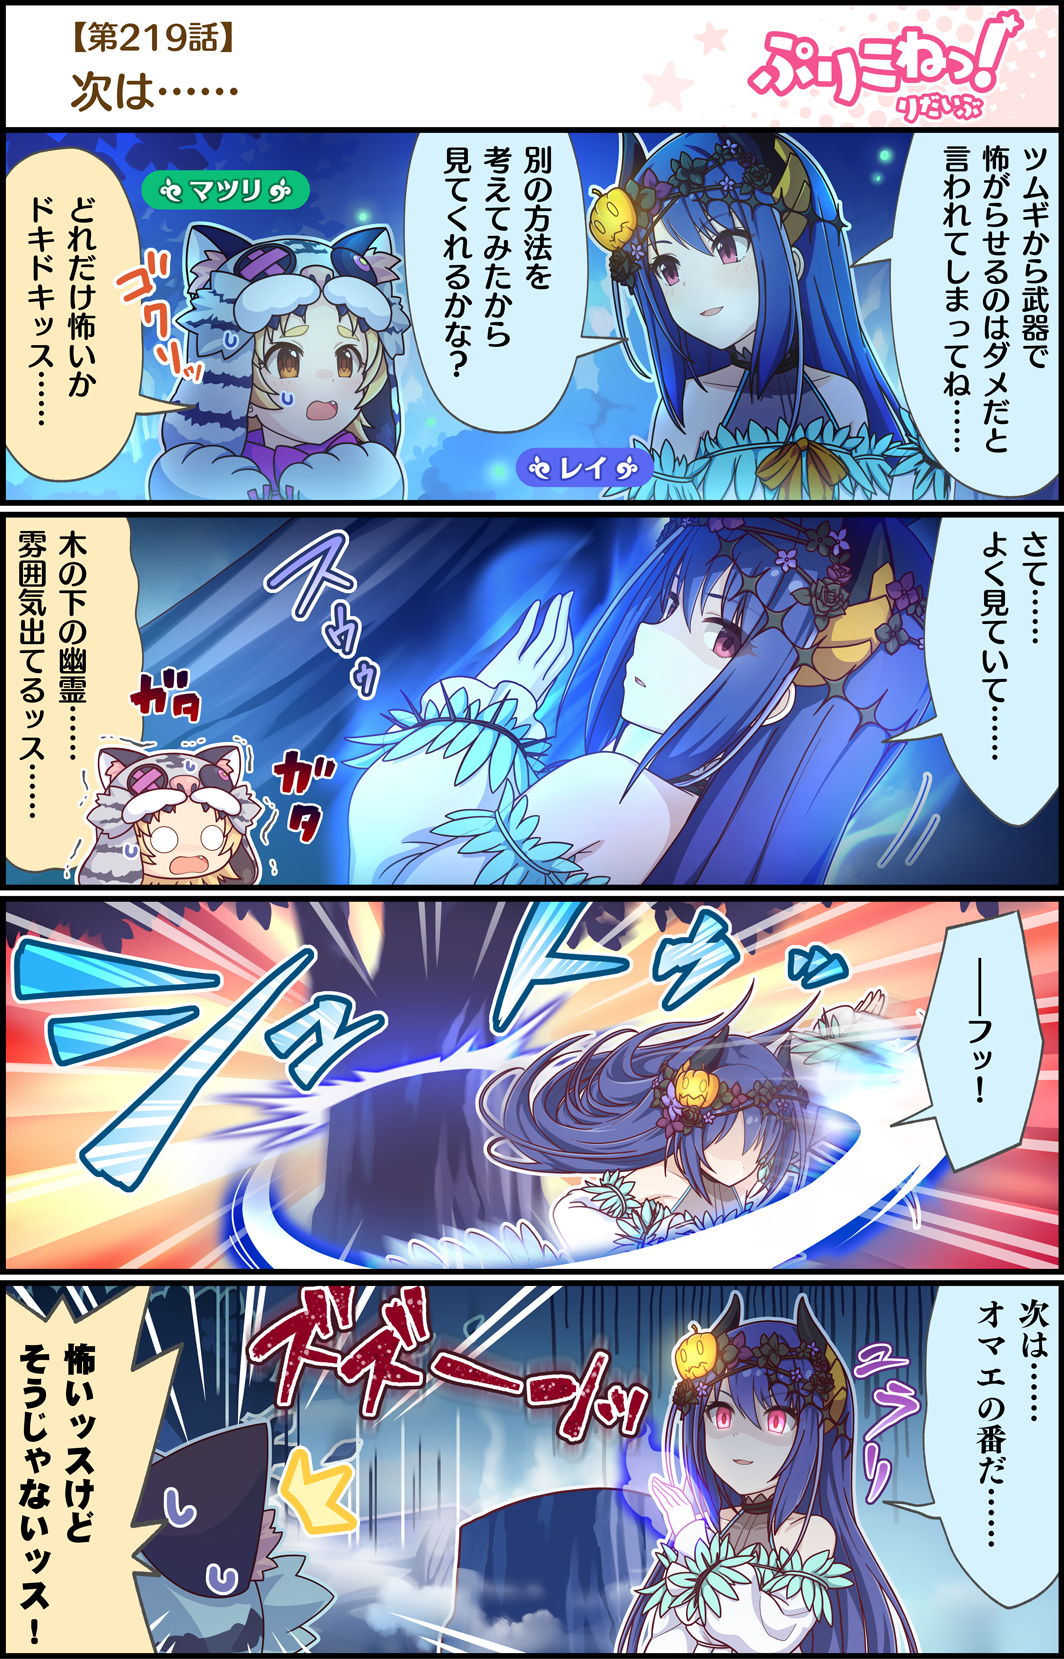 【第219話】
次は……
ぷりこねっ!
りだいぶ
ツムギから武器で
怖がらせるのはダメだと
言われてしまってね……
別の方法を
考えてみたから
見てくれるかな？
レイ
マツリ
ゴクリッ
どれだけ怖いか
ドキドキッス……
さて……
よく見ていて……
スゥゥ
木の下の幽霊……
雰囲気出てるッス……
ガタ
ガタ
――フッ！
シュトゥッ
次は……
オマエの番だ……
ユラリ
ズズーンッ
怖いッスけど
そうじゃないッス！